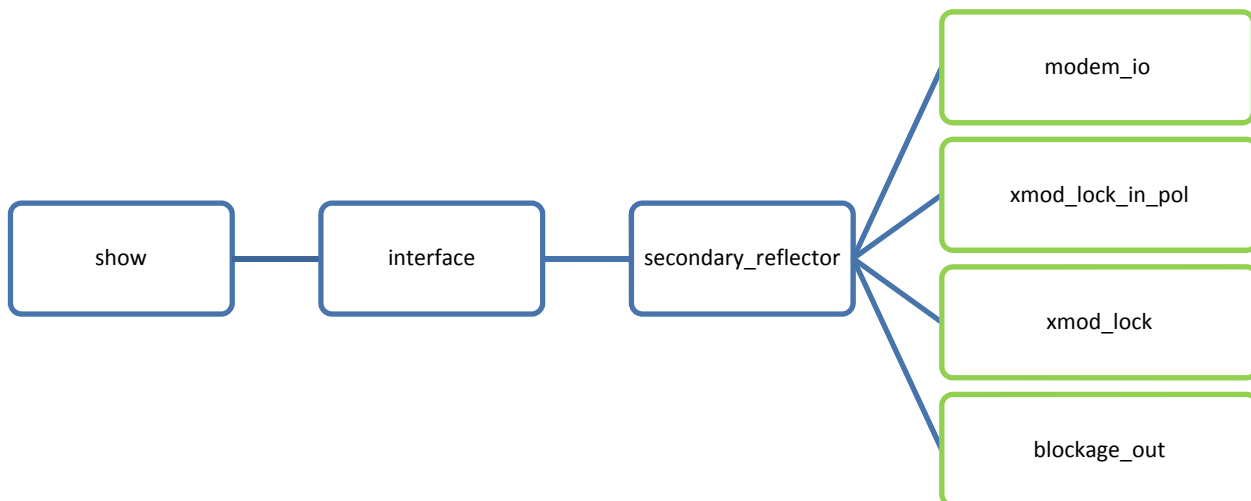 show
interface
secondary_reflector
modem_io
xmod_lock_in_pol
xmod_lock
blockage_out